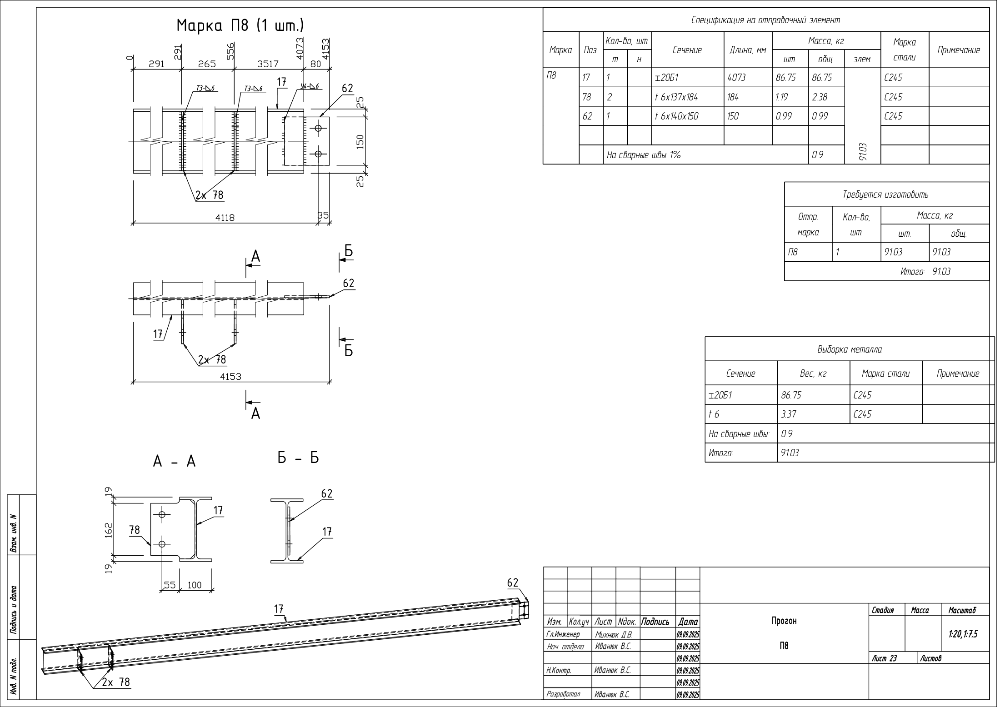 Марка П8 (1 шт.)
0
291
556
4073
4153
291
265
3517
80
Т3-◺6
Т3-◺6
17
У4-◺6
62
25
150
25
2x 78
4118
35
А
Б
62
17
2x 78
Б
4153
А
А - А
Б - Б
19
162
19
78
17
55
100
62
17
17
62
2x 78
Спецификация на отправочный элемент
Марка Поз. Кол-во, шт. Сечение Длина, мм Масса, кг Марка стали Примечание
т н шт. общ. элем.
П8 17 1 ⌶20Б1 4073 86.75 86.75 С245
78 2 t 6x137x184 184 1.19 2.38 С245
62 1 t 6x140x150 150 0.99 0.99 С245
На сварные швы 1% 0.9 91.03
Требуется изготовить
Отпр. марка Кол-во, шт. Масса, кг
шт. общ.
П8 1 91.03 91.03
Итого: 91.03
Выборка металла
Сечение Вес, кг Марка стали Примечание
⌶20Б1 86.75 С245
t 6 3.37 С245
На сварные швы: 0.9
Итого: 91.03
Взам. инв. N
Подпись и дата
Инв. N подл.
Изм. Кол.уч Лист Nдок. Подпись Дата
Гл.Инженер Михнюк Д.В. 09.09.2025
Нач. отдела Иванюк В.С. 09.09.2025
09.09.2025
Н.Контр. Иванюк В.С. 09.09.2025
09.09.2025
Разработал Иванюк В.С. 09.09.2025
Прогон
П8
Стадия Масса Масштаб
1:20,1:7.5
Лист 23 Листов